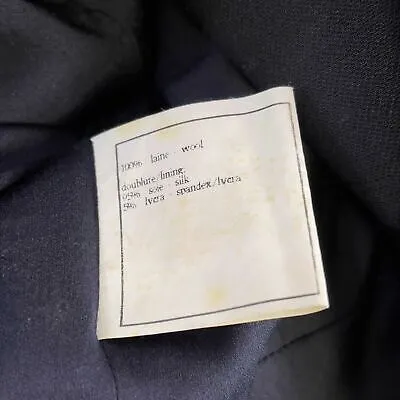 100% laine - wool
doublure/lining:
95% soie - silk
5% lycra - spandex/lycra